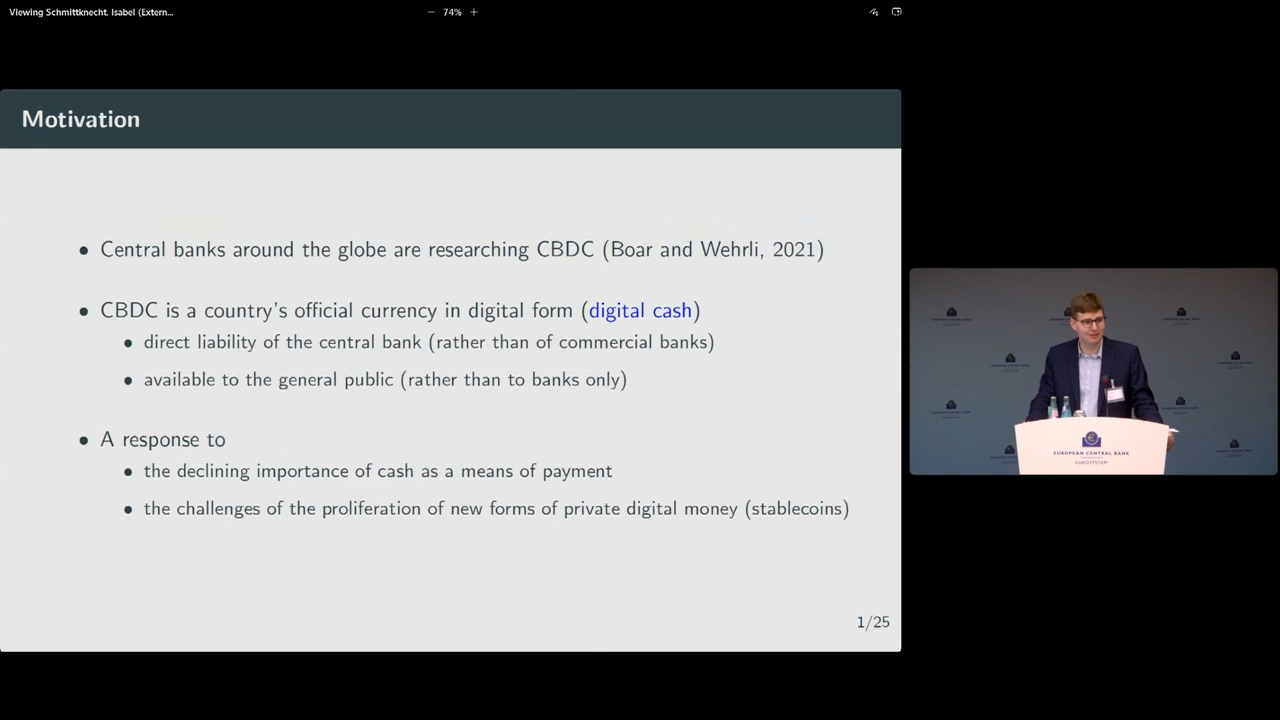 Viewing Schmittknecht, Isabel (Extern...
74%
Motivation
Central banks around the globe are researching CBDC (Boar and Wehrli, 2021)
CBDC is a country's official currency in digital form (digital cash)
direct liability of the central bank (rather than of commercial banks)
available to the general public (rather than to banks only)
A response to
the declining importance of cash as a means of payment
the challenges of the proliferation of new forms of private digital money (stablecoins)
1/25
EUROPEAN CENTRAL BANK
EUROSYSTEM